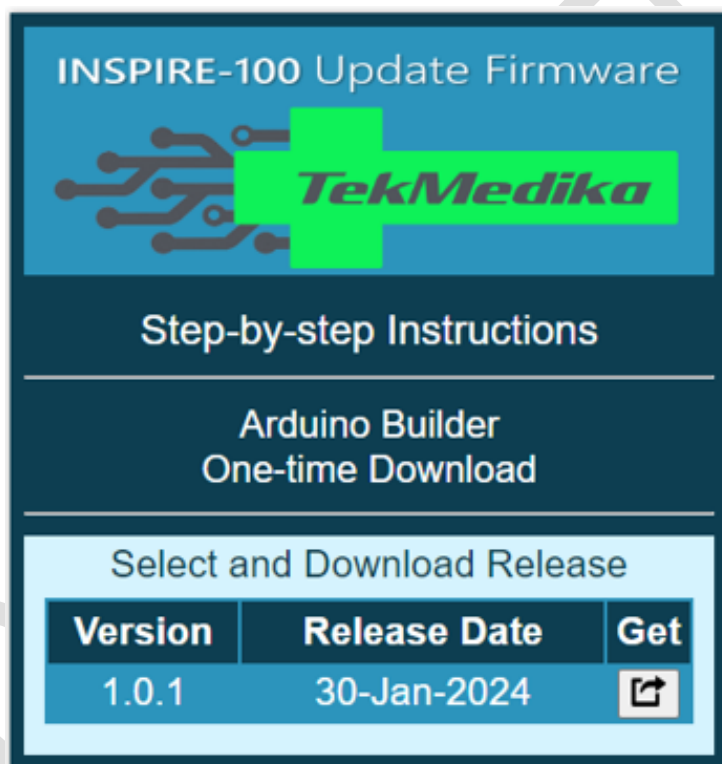 INSPIRE-100 Update Firmware
TekMedika
Step-by-step Instructions
Arduino Builder
One-time Download
Select and Download Release
Version Release Date Get
1.0.1 30-Jan-2024